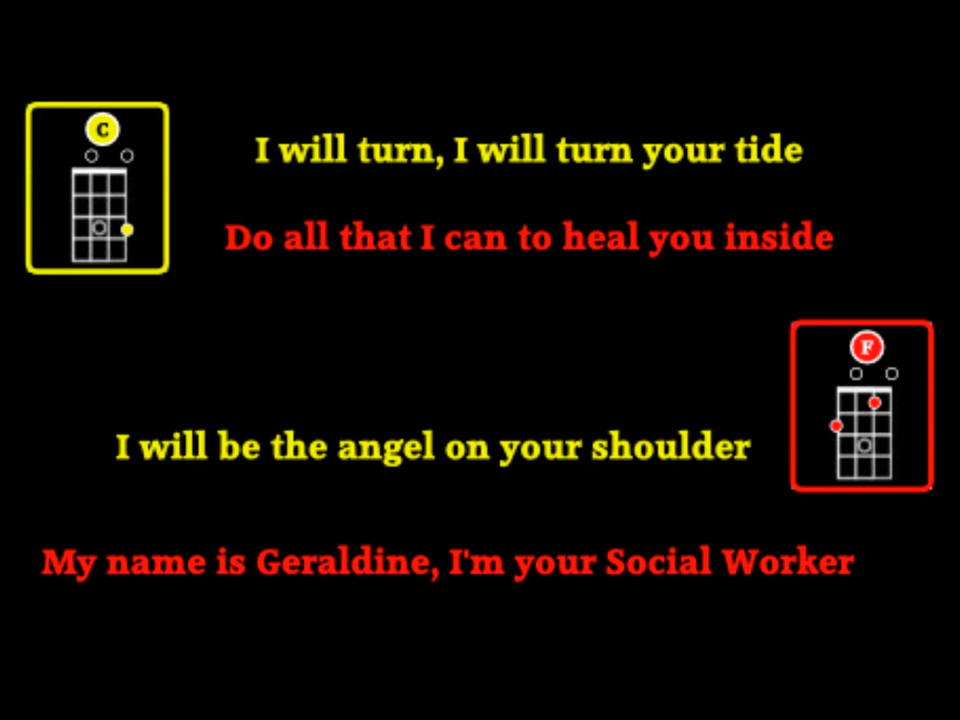 C
I will turn, I will turn your tide
Do all that I can to heal you inside
F
I will be the angel on your shoulder
My name is Geraldine, I'm your Social Worker